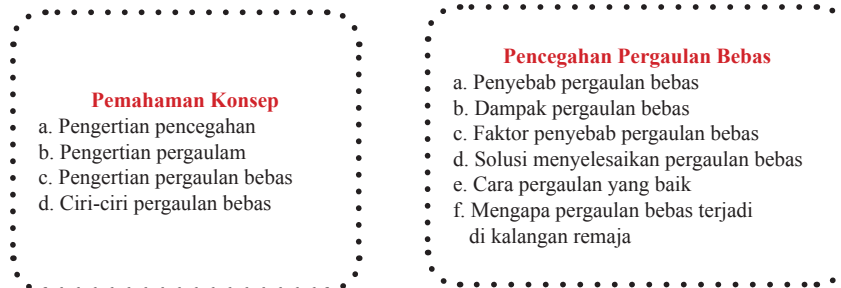 Pemahaman Konsep
a. Pengertian pencegahan
b. Pengertian pergaulam
c. Pengertian pergaulan bebas
d. Ciri-ciri pergaulan bebas
Pencegahan Pergaulan Bebas
a. Penyebab pergaulan bebas
b. Dampak pergaulan bebas
c. Faktor penyebab pergaulan bebas
d. Solusi menyelesaikan pergaulan bebas
e. Cara pergaulan yang baik
f. Mengapa pergaulan bebas terjadi
di kalangan remaja